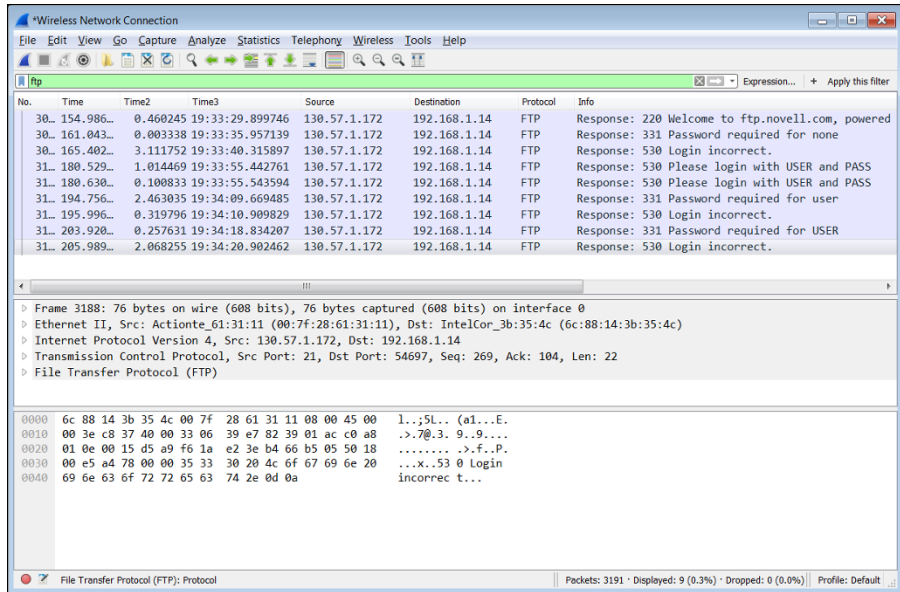 *Wireless Network Connection
File Edit View Go Capture Analyze Statistics Telephony Wireless Tools Help
ftp Expression... + Apply this filter
No. Time Time2 Time3 Source Destination Protocol Info
30... 154.986... 0.460245 19:33:29.899746 130.57.1.172 192.168.1.14 FTP Response: 220 Welcome to ftp.novell.com, powered
30... 161.043... 0.003338 19:33:35.957139 130.57.1.172 192.168.1.14 FTP Response: 331 Password required for none
30... 165.402... 3.111752 19:33:40.315897 130.57.1.172 192.168.1.14 FTP Response: 530 Login incorrect.
31... 180.529... 1.014469 19:33:55.442761 130.57.1.172 192.168.1.14 FTP Response: 530 Please login with USER and PASS
31... 180.630... 0.100833 19:33:55.543594 130.57.1.172 192.168.1.14 FTP Response: 530 Please login with USER and PASS
31... 194.756... 2.463035 19:34:09.669485 130.57.1.172 192.168.1.14 FTP Response: 331 Password required for user
31... 195.996... 0.319796 19:34:10.909829 130.57.1.172 192.168.1.14 FTP Response: 530 Login incorrect.
31... 203.920... 0.257631 19:34:18.834207 130.57.1.172 192.168.1.14 FTP Response: 331 Password required for USER
31... 205.989... 2.068255 19:34:20.902462 130.57.1.172 192.168.1.14 FTP Response: 530 Login incorrect.
Frame 3188: 76 bytes on wire (608 bits), 76 bytes captured (608 bits) on interface 0
Ethernet II, Src: Actionte_61:31:11 (00:7f:28:61:31:11), Dst: IntelCor_3b:35:4c (6c:88:14:3b:35:4c)
Internet Protocol Version 4, Src: 130.57.1.172, Dst: 192.168.1.14
Transmission Control Protocol, Src Port: 21, Dst Port: 54697, Seq: 269, Ack: 104, Len: 22
File Transfer Protocol (FTP)
0000 6c 88 14 3b 35 4c 00 7f 28 61 31 11 08 00 45 00 l..;5L.. (a1...E.
0010 00 3e c8 37 40 00 33 06 39 e7 82 39 01 ac c0 a8 .>.7@.3. 9..9....
0020 01 0e 00 15 d5 a9 f6 1a e2 3e b4 66 b5 05 50 18 ........ .>.f..P.
0030 00 e5 a4 78 00 00 35 33 30 20 4c 6f 67 69 6e 20 ...x..53 0 Login
0040 69 6e 63 6f 72 72 65 63 74 2e 0d 0a incorrec t...
File Transfer Protocol (FTP): Protocol Packets: 3191 · Displayed: 9 (0.3%) · Dropped: 0 (0.0%) Profile: Default